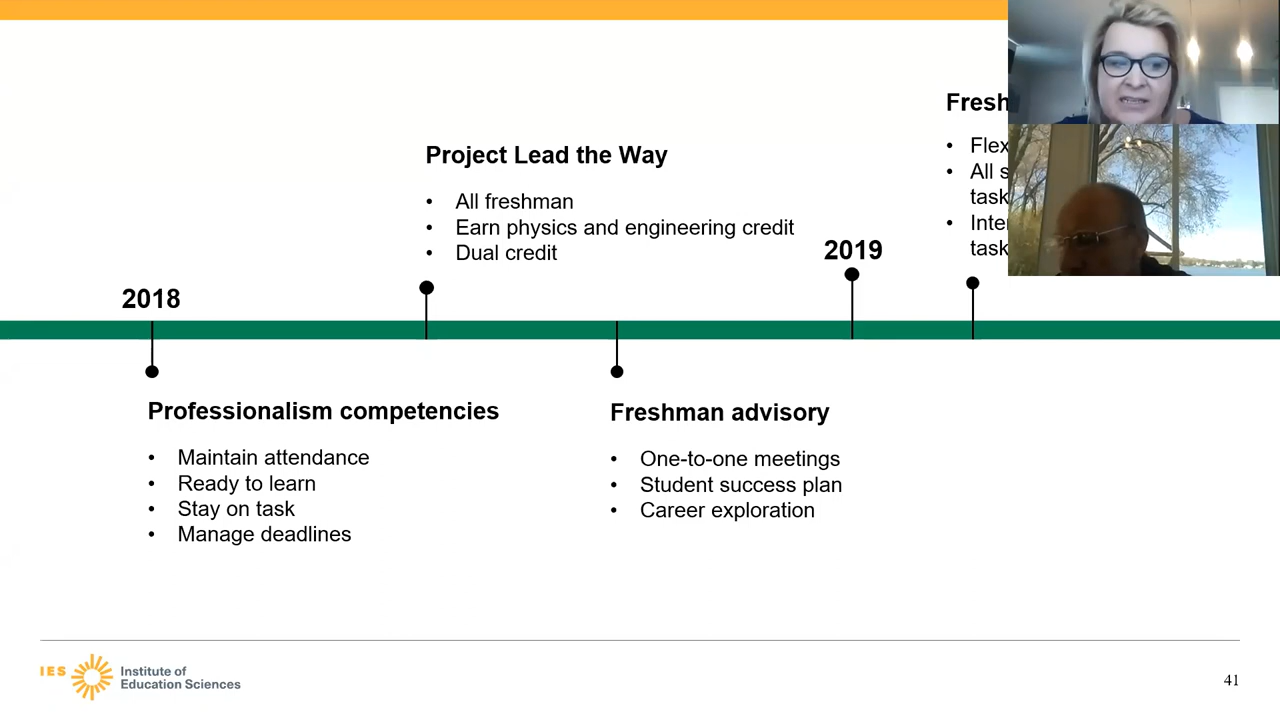 Project Lead the Way
• All freshman
• Earn physics and engineering credit
• Dual credit
• All
2019
2018
Professionalism competencies
• Maintain attendance
• Ready to learn
• Stay on task
• Manage deadlines
Freshman advisory
• One-to-one meetings
• Student success plan
• Career exploration
IES
Institute of
Education Sciences
41